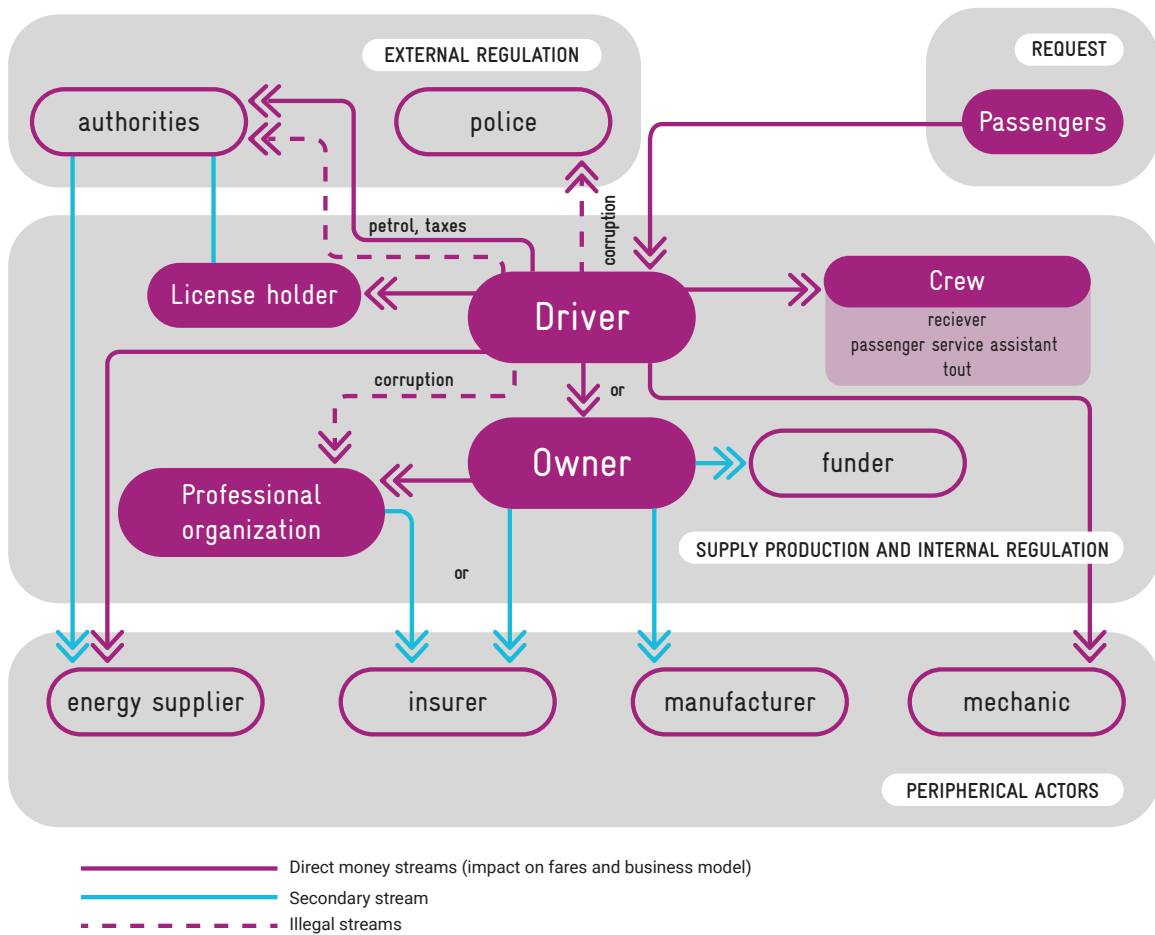 EXTERNAL REGULATION
REQUEST
authorities
police
Passengers
petrol, taxes
corruption
License holder
Driver
Crew
reciever
passenger service assistant
tout
corruption
or
Owner
funder
Professional
organization
or
SUPPLY PRODUCTION AND INTERNAL REGULATION
energy supplier
insurer
manufacturer
mechanic
PERIPHERICAL ACTORS
Direct money streams (impact on fares and business model)
Secondary stream
Illegal streams